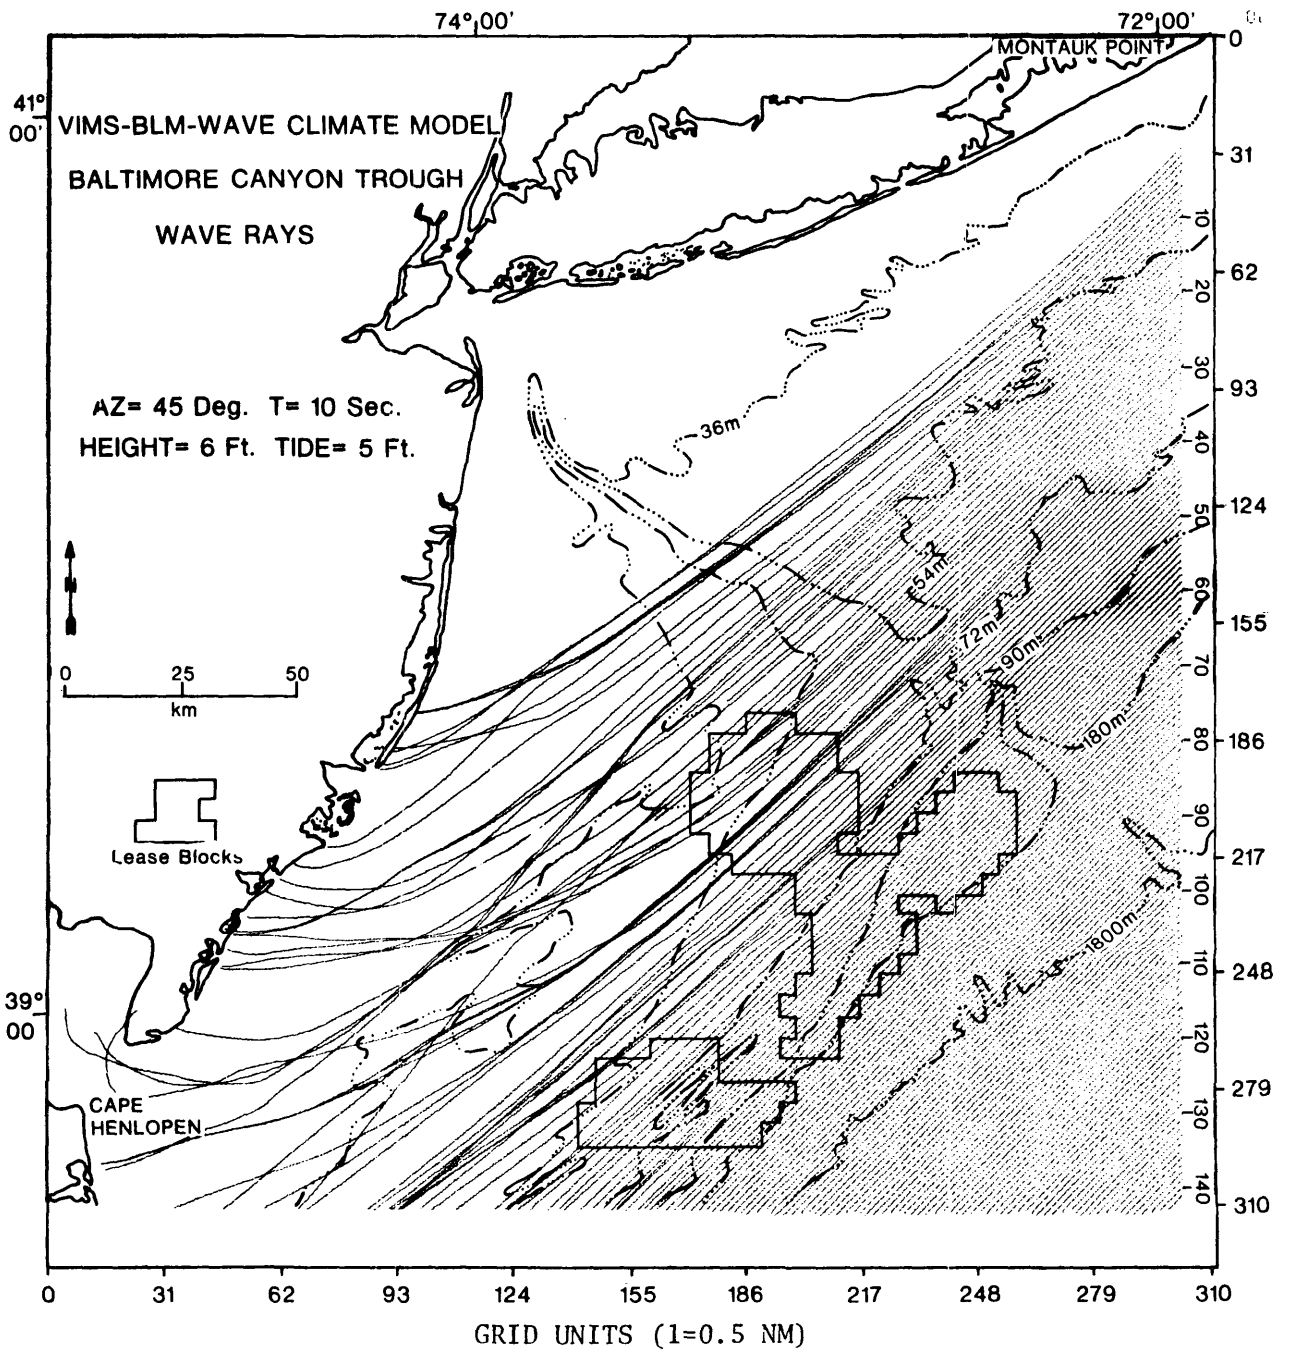 74° 00'
72° 00'
MONTAUK POINT
41°
00'
VIMS-BLM-WAVE CLIMATE MODEL
BALTIMORE CANYON TROUGH
WAVE RAYS
AZ= 45 Deg. T= 10 Sec.
HEIGHT= 6 Ft. TIDE= 5 Ft.
36m
54m
72m
90m
180m
1800m
N
0 25 50
km
Lease Blocks
39°
00
CAPE
HENLOPEN
0
31
62
93
124
155
186
217
248
279
310
10
20
30
40
50
60
70
80
90
100
110
120
130
140
0 31 62 93 124 155 186 217 248 279 310
GRID UNITS (1=0.5 NM)